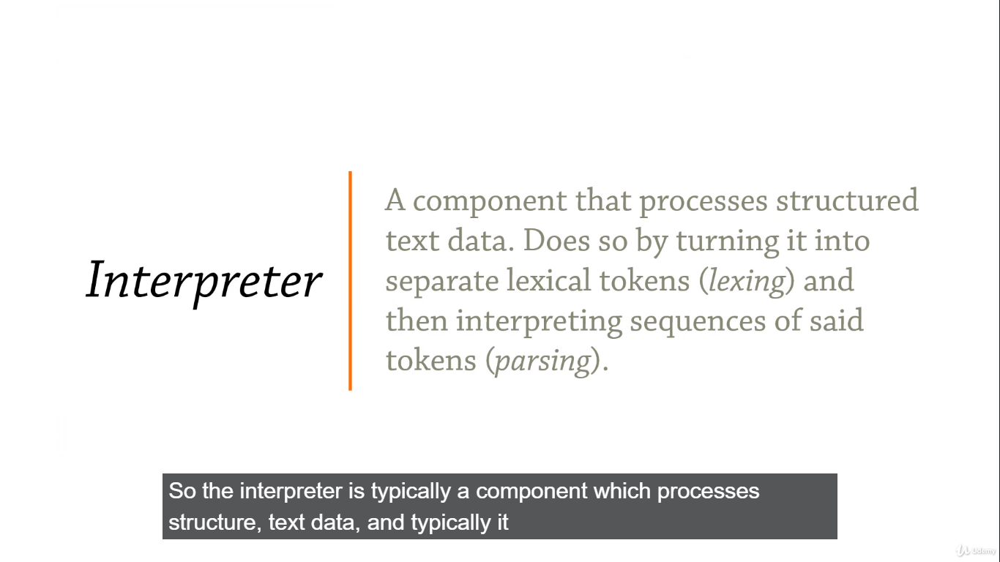 Interpreter
A component that processes structured
text data. Does so by turning it into
separate lexical tokens (lexing) and
then interpreting sequences of said
tokens (parsing).
So the interpreter is typically a component which processes
structure, text data, and typically it
Udemy